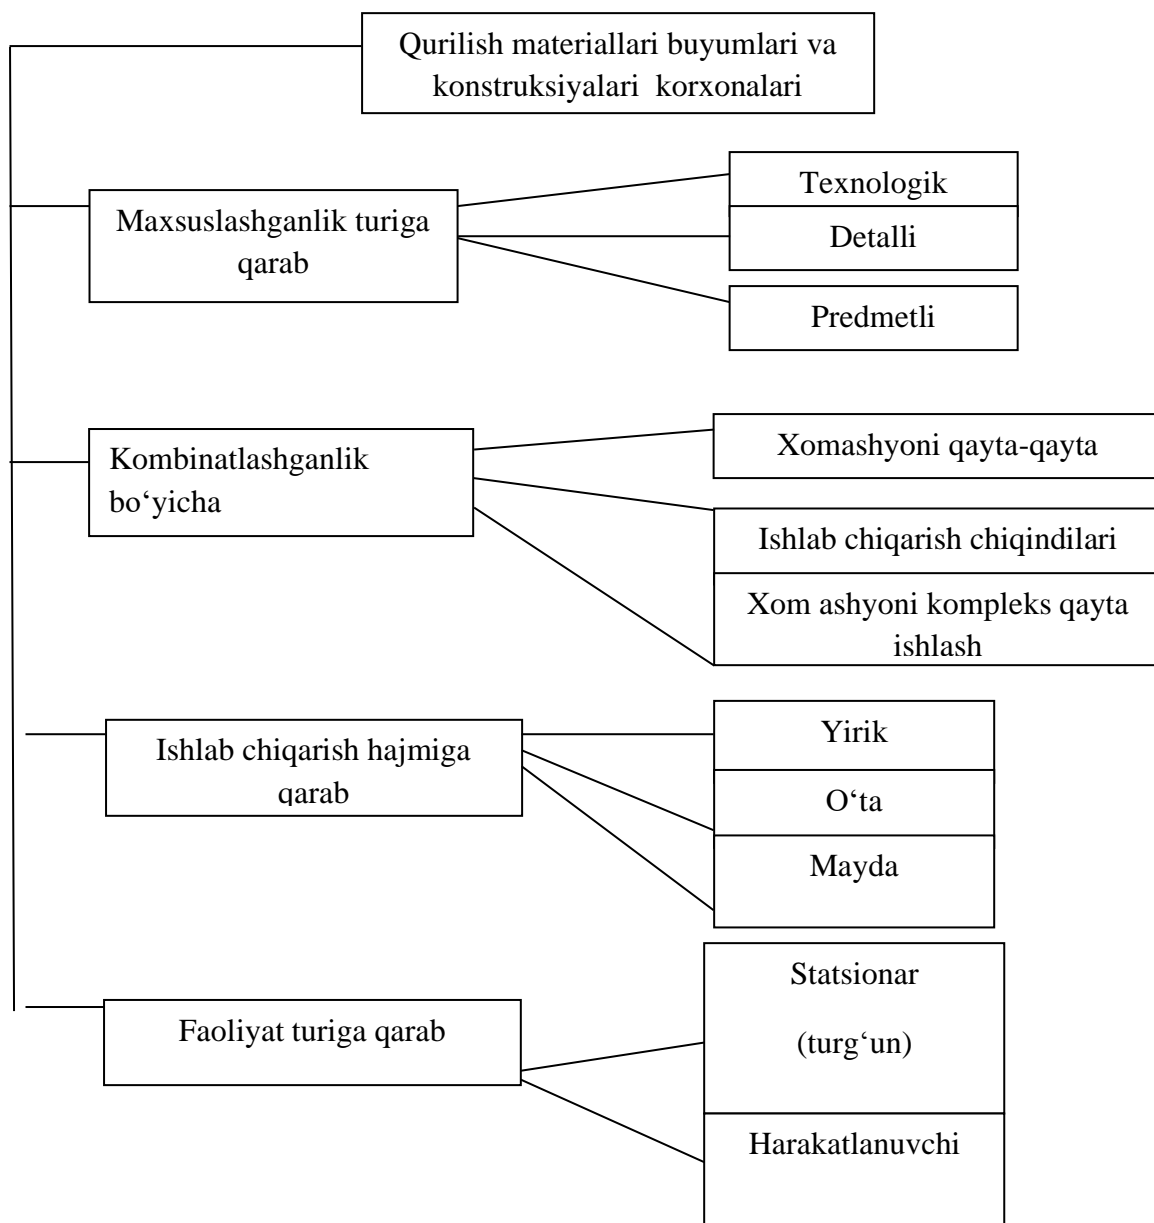 Qurilish materiallari buyumlari va
konstruksiyalari korxonalari
Maxsuslashganlik turiga
qarab
Texnologik
Detalli
Predmetli
Kombinatlashganlik
bo‘yicha
Xomashyoni qayta-qayta
Ishlab chiqarish chiqindilari
Xom ashyoni kompleks qayta
ishlash
Ishlab chiqarish hajmiga
qarab
Yirik
O‘ta
Mayda
Faoliyat turiga qarab
Statsionar
(turg‘un)
Harakatlanuvchi